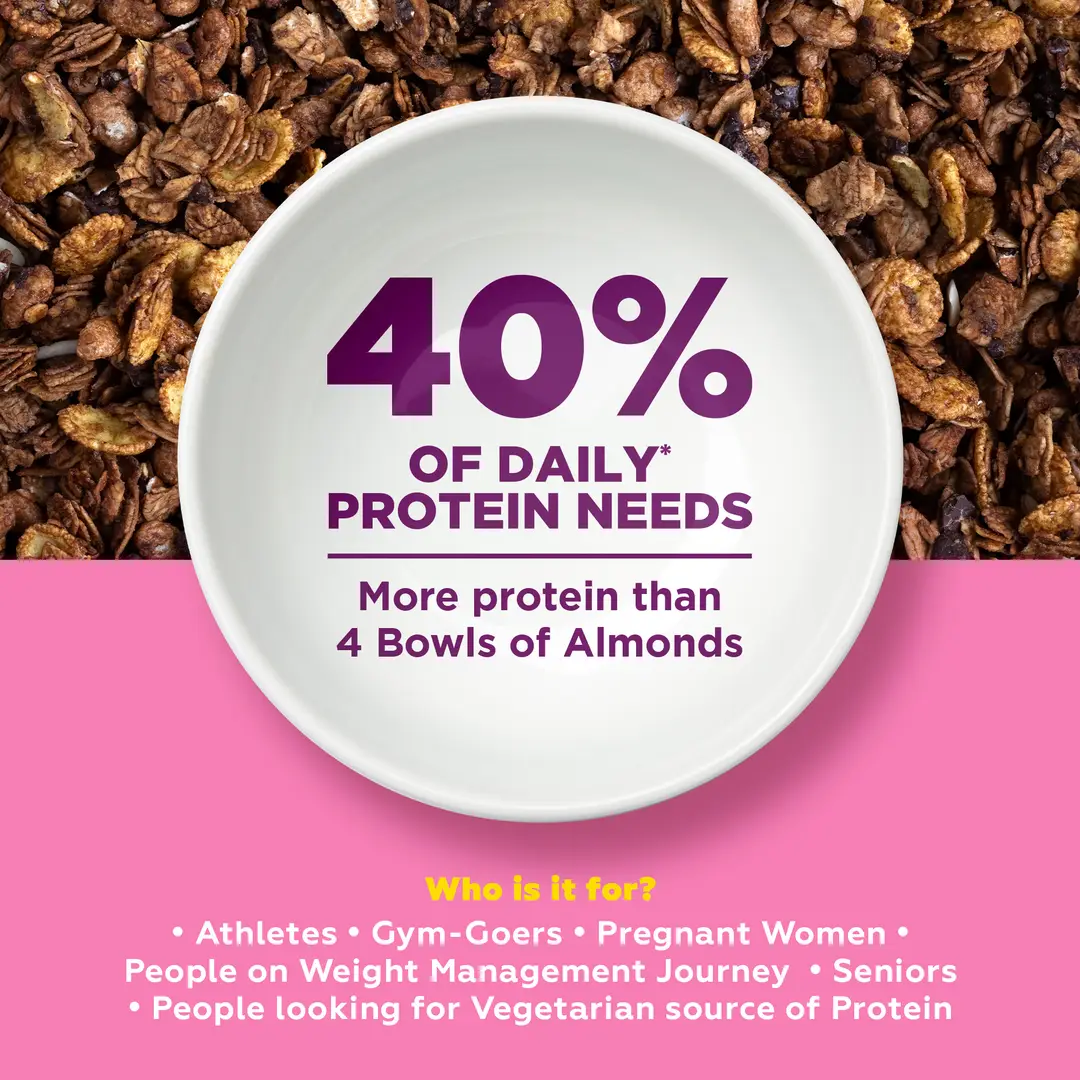 40%
OF DAILY*
PROTEIN NEEDS
More protein than
4 Bowls of Almonds
Who is it for?
• Athletes • Gym-Goers • Pregnant Women •
People on Weight Management Journey • Seniors
• People looking for Vegetarian source of Protein